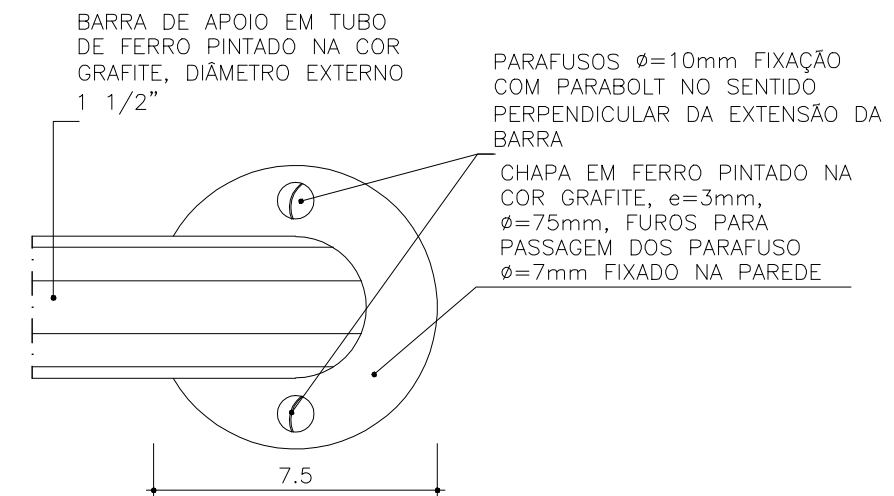 BARRA DE APOIO EM TUBO
DE FERRO PINTADO NA COR
GRAFITE, DIÂMETRO EXTERNO
1 1/2”
PARAFUSOS Ø=10mm FIXAÇÃO
COM PARABOLT NO SENTIDO
PERPENDICULAR DA EXTENSÃO DA
BARRA
CHAPA EM FERRO PINTADO NA
COR GRAFITE, e=3mm,
Ø=75mm, FUROS PARA
PASSAGEM DOS PARAFUSO
Ø=7mm FIXADO NA PAREDE
7.5